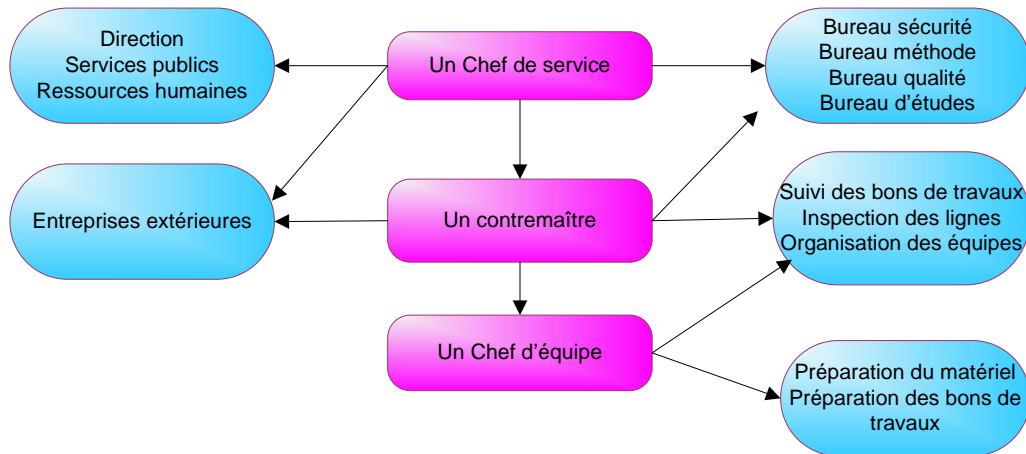 Direction
Services publics
Ressources humaines
Un Chef de service
Bureau sécurité
Bureau méthode
Bureau qualité
Bureau d'études
Entreprises extérieures
Un contremaître
Suivi des bons de travaux
Inspection des lignes
Organisation des équipes
Un Chef d'équipe
Préparation du matériel
Préparation des bons de
travaux